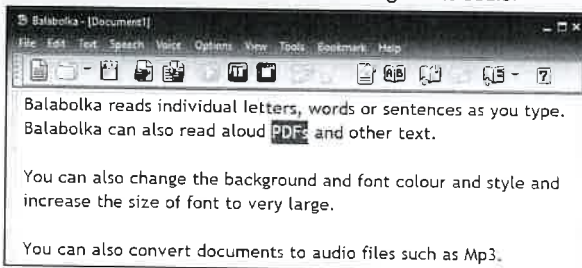 Balabolka - [Document1]
File Edit Text Speech Voice Options View Tools Bookmark Help
Balabolka reads individual letters, words or sentences as you type.
Balabolka can also read aloud PDFs and other text.
You can also change the background and font colour and style and
increase the size of font to very large.
You can also convert documents to audio files such as Mp3.